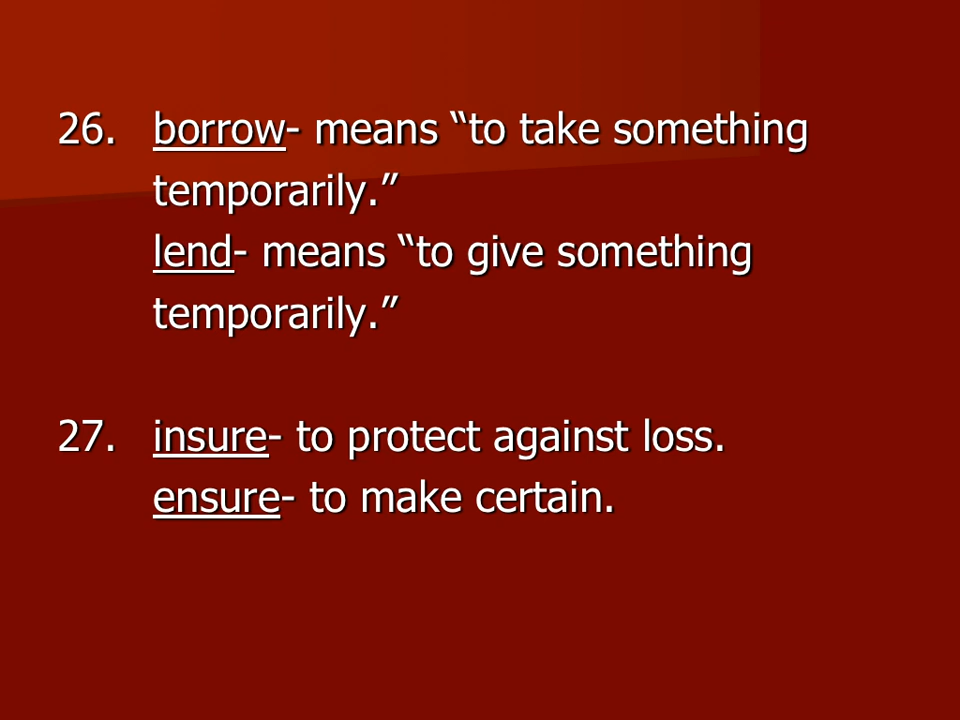 26. borrow- means “to take something
temporarily.”
lend- means “to give something
temporarily.”
27. insure- to protect against loss.
ensure- to make certain.